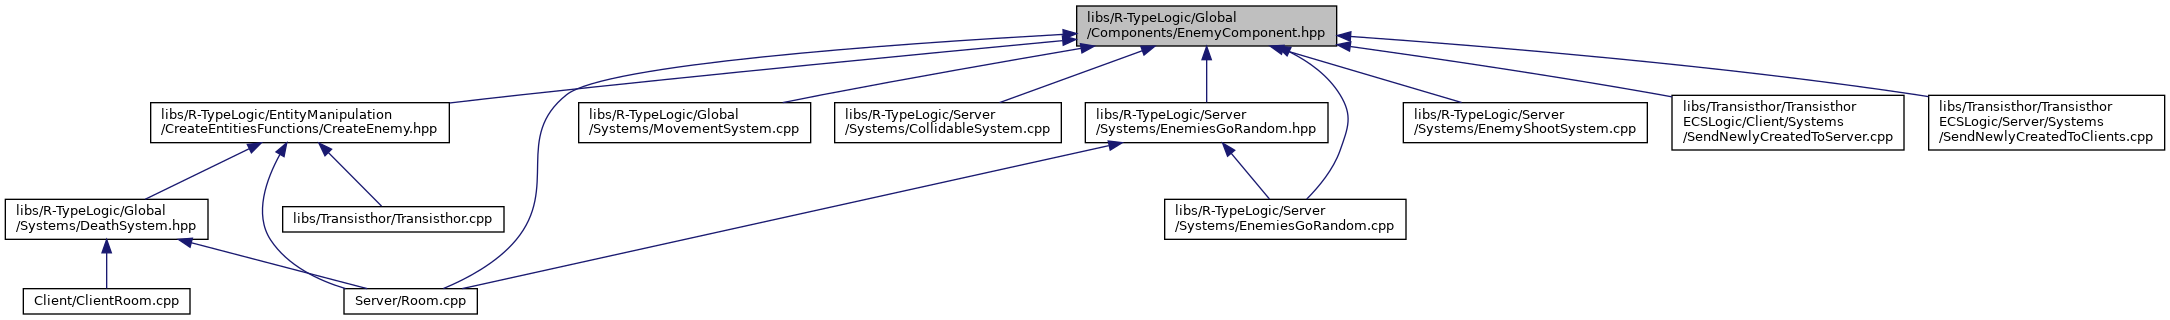 libs/R-TypeLogic/Global
/Components/EnemyComponent.hpp
libs/R-TypeLogic/EntityManipulation
/CreateEntitiesFunctions/CreateEnemy.hpp
libs/R-TypeLogic/Global
/Systems/MovementSystem.cpp
libs/R-TypeLogic/Server
/Systems/CollidableSystem.cpp
libs/R-TypeLogic/Server
/Systems/EnemiesGoRandom.hpp
libs/R-TypeLogic/Server
/Systems/EnemyShootSystem.cpp
libs/Transisthor/Transisthor
ECSLogic/Client/Systems
/SendNewlyCreatedToServer.cpp
libs/Transisthor/Transisthor
ECSLogic/Server/Systems
/SendNewlyCreatedToClients.cpp
libs/R-TypeLogic/Global
/Systems/DeathSystem.hpp
libs/Transisthor/Transisthor.cpp
libs/R-TypeLogic/Server
/Systems/EnemiesGoRandom.cpp
Client/ClientRoom.cpp
Server/Room.cpp